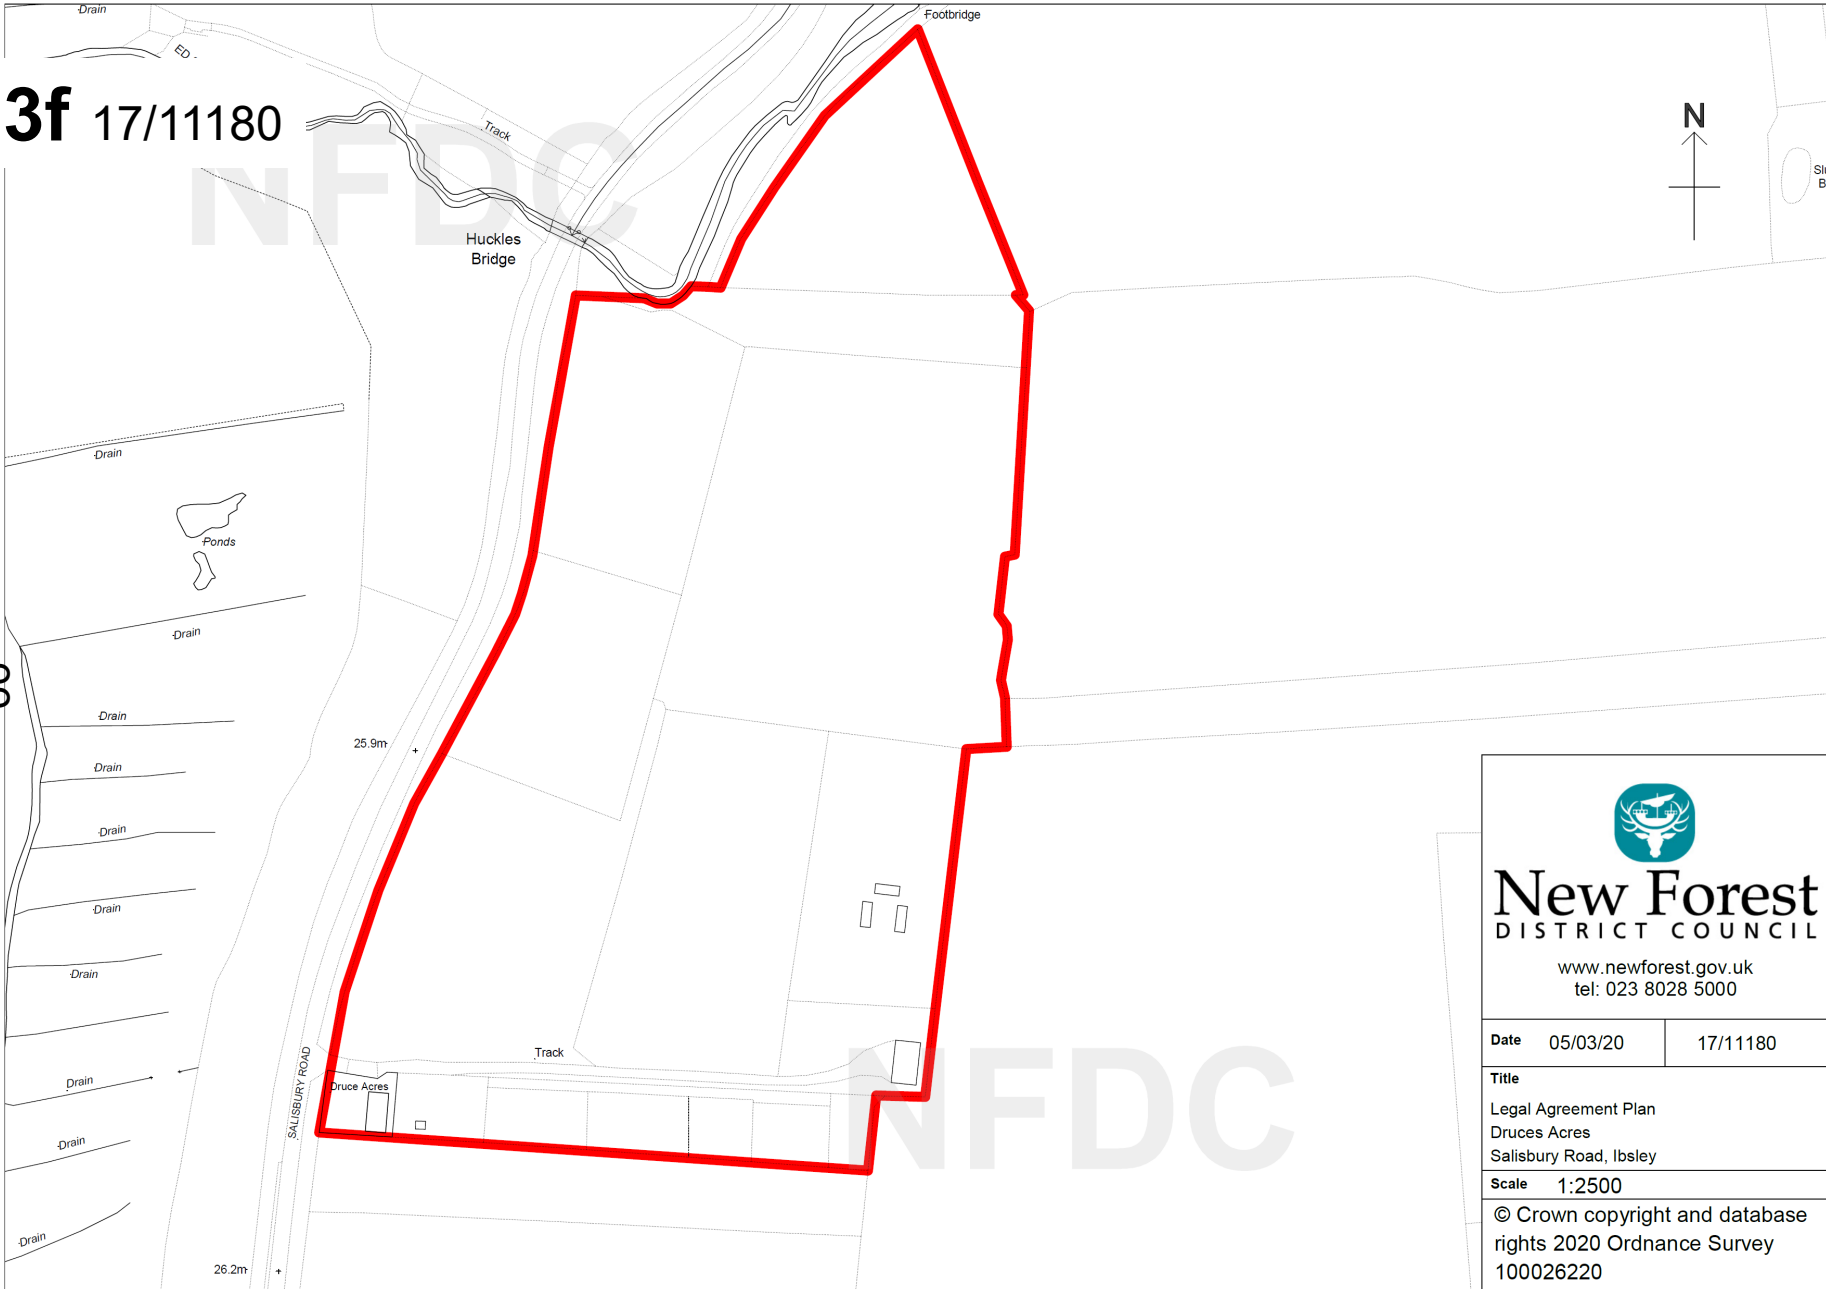 Drain
Footbridge
ED
3f 17/11180
Track
N
NFDC
Huckles
Bridge
Drain
Ponds
Drain
Drain
25.9m
Drain
Drain
Drain
Drain
Track
Drain
Druce Acres
SALISBURY ROAD
Drain
Drain
26.2m
NFDC
New Forest
DISTRICT COUNCIL
www.newforest.gov.uk
tel: 023 8028 5000
Date 05/03/20 17/11180
Title
Legal Agreement Plan
Druces Acres
Salisbury Road, Ibsley
Scale 1:2500
© Crown copyright and database
rights 2020 Ordnance Survey
100026220